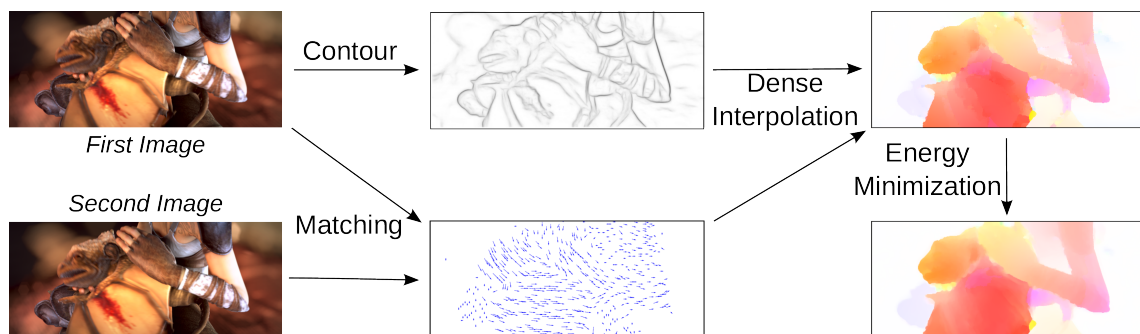 Contour
Dense
Interpolation
First Image
Energy
Minimization
Second Image
Matching